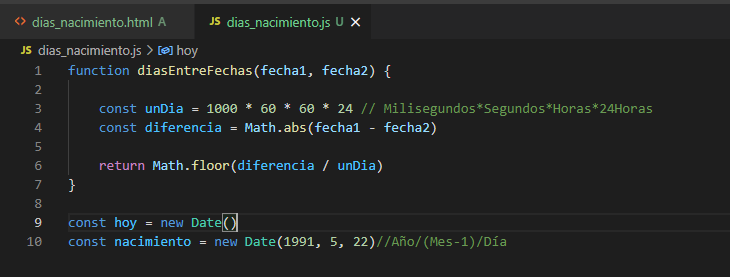 dias_nacimiento.html A dias_nacimiento.js U
JS dias_nacimiento.js > hoy
1 function diasEntreFechas(fecha1, fecha2) {
2
3 const unDia = 1000 * 60 * 60 * 24 // Milisegundos*Segundos*Horas*24Horas
4 const diferencia = Math.abs(fecha1 - fecha2)
5
6 return Math.floor(diferencia / unDia)
7 }
8
9 const hoy = new Date()
10 const nacimiento = new Date(1991, 5, 22)//Año/(Mes-1)/Día